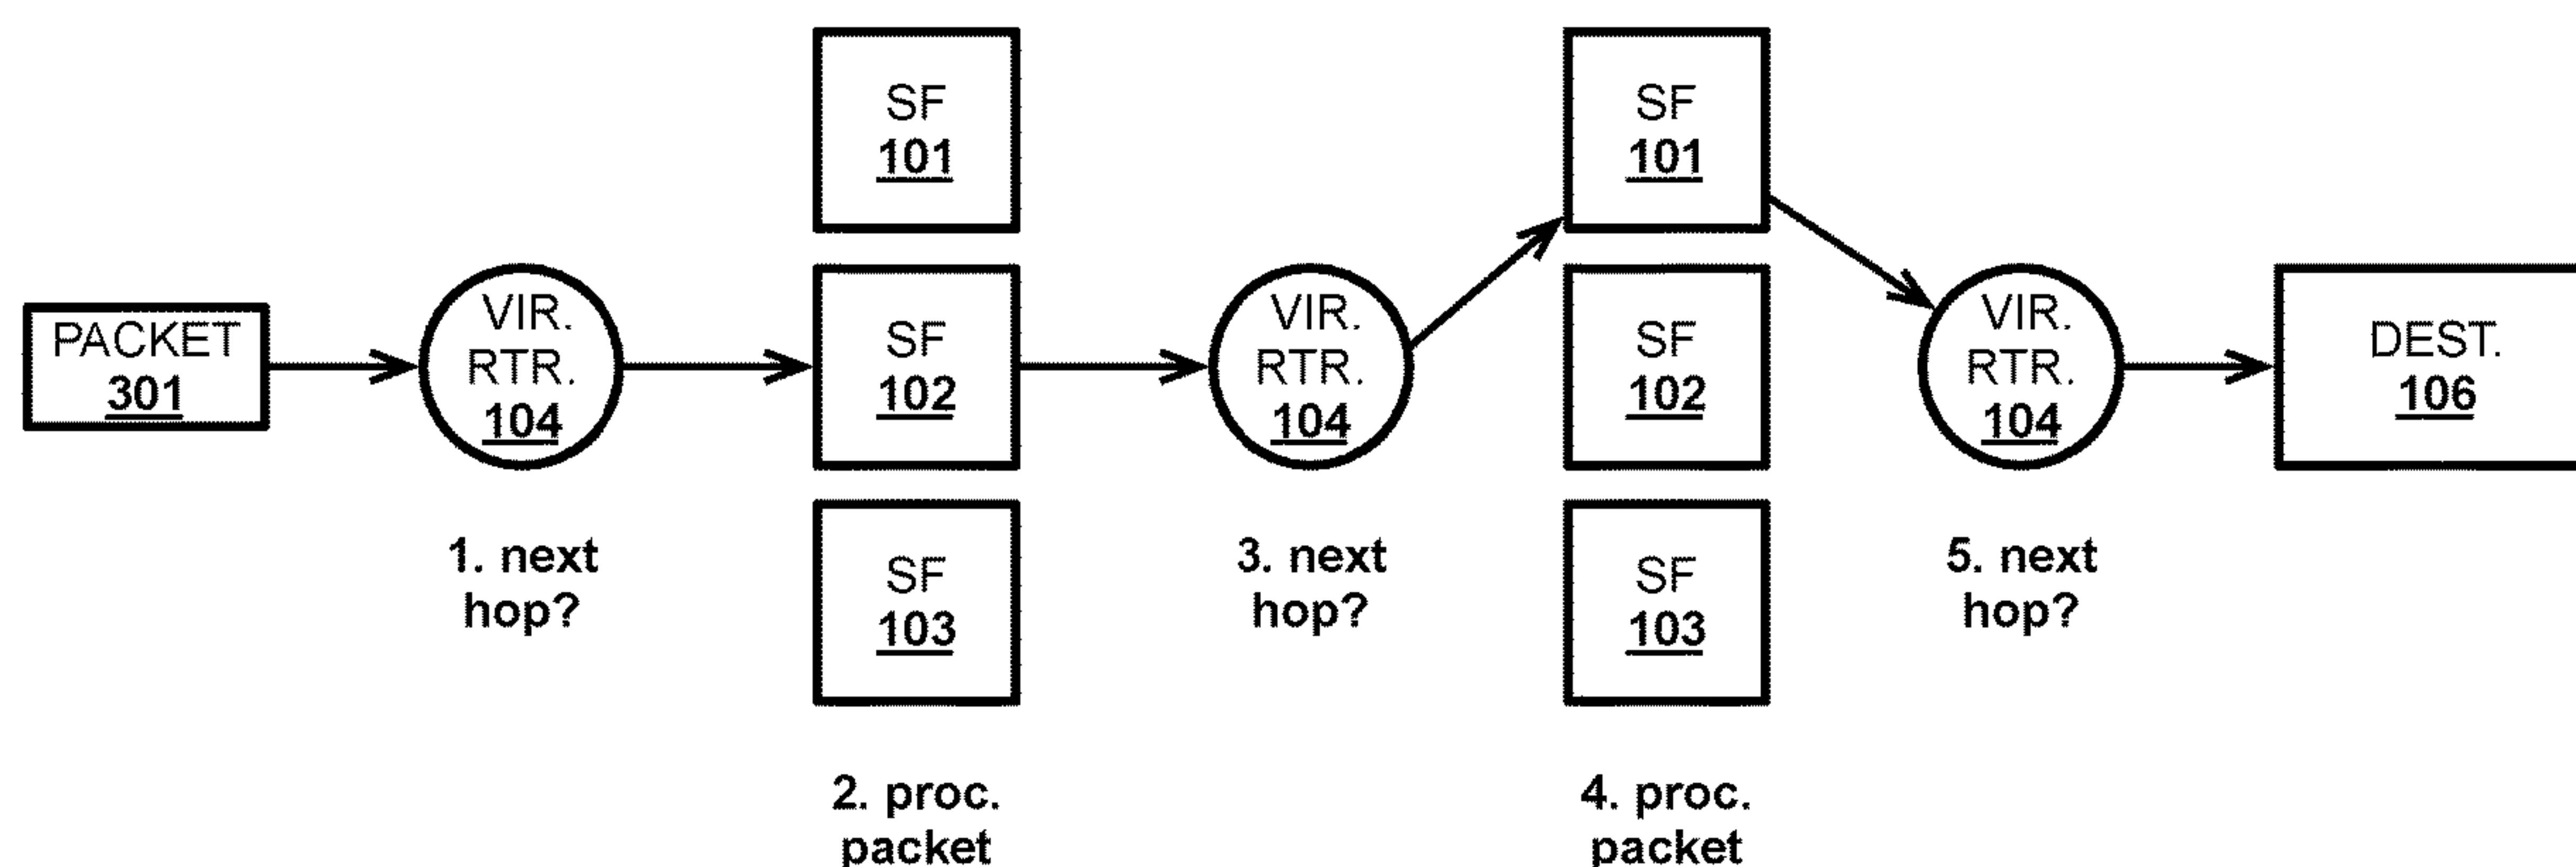 PACKET
301
VIR.
RTR.
104
1. next
hop?
SF
101
SF
102
SF
103
2. proc.
packet
VIR.
RTR.
104
3. next
hop?
SF
101
SF
102
SF
103
4. proc.
packet
VIR.
RTR.
104
5. next
hop?
DEST.
106